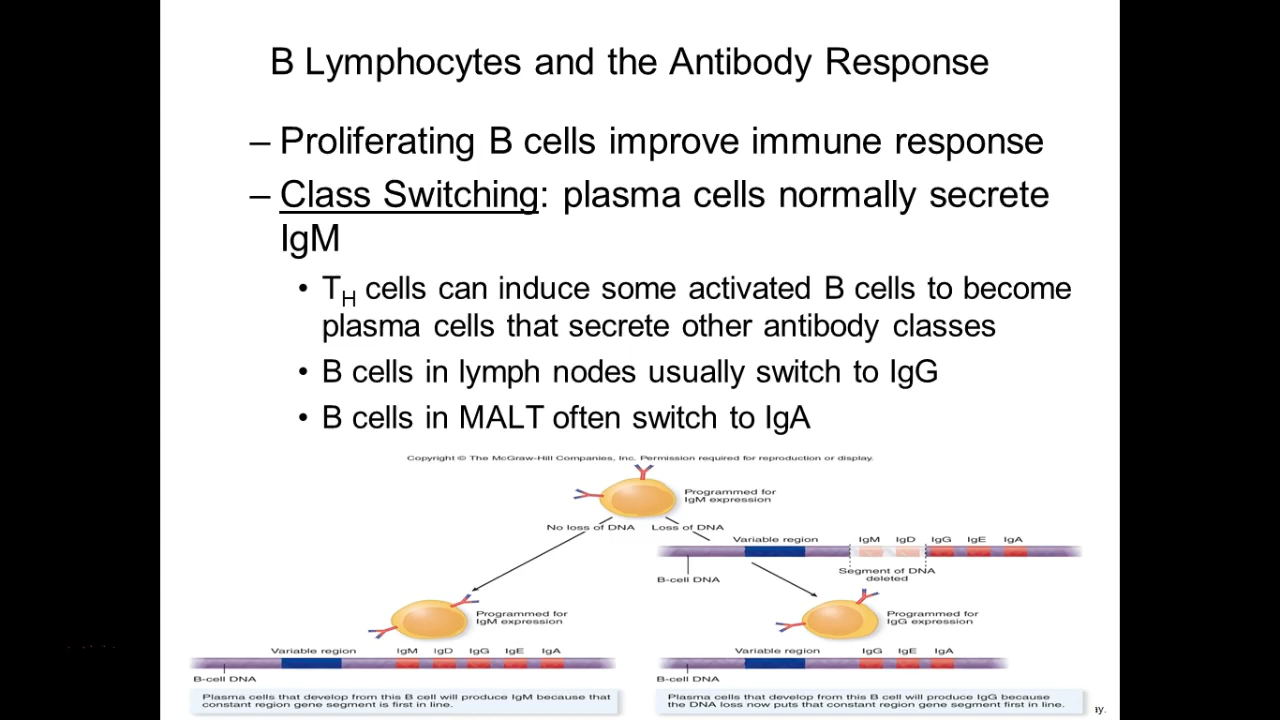 B Lymphocytes and the Antibody Response
– Proliferating B cells improve immune response
– Class Switching: plasma cells normally secrete
IgM
• TH cells can induce some activated B cells to become
plasma cells that secrete other antibody classes
• B cells in lymph nodes usually switch to IgG
• B cells in MALT often switch to IgA
Copyright © The McGraw-Hill Companies, Inc. Permission required for reproduction or display.
Programmed for
IgM expression
No loss of DNA
Loss of DNA
Variable region IgM IgD IgG IgE IgA
Segment of DNA
deleted
B-cell DNA
Programmed for
IgM expression
Programmed for
IgG expression
Variable region IgM IgD IgG IgE IgA
B-cell DNA
Plasma cells that develop from this B cell will produce IgM because that
constant region gene segment is first in line.
Variable region IgG IgE IgA
B-cell DNA
Plasma cells that develop from this B cell will produce IgG because
the DNA loss now puts that constant region gene segment first in line.
ay.